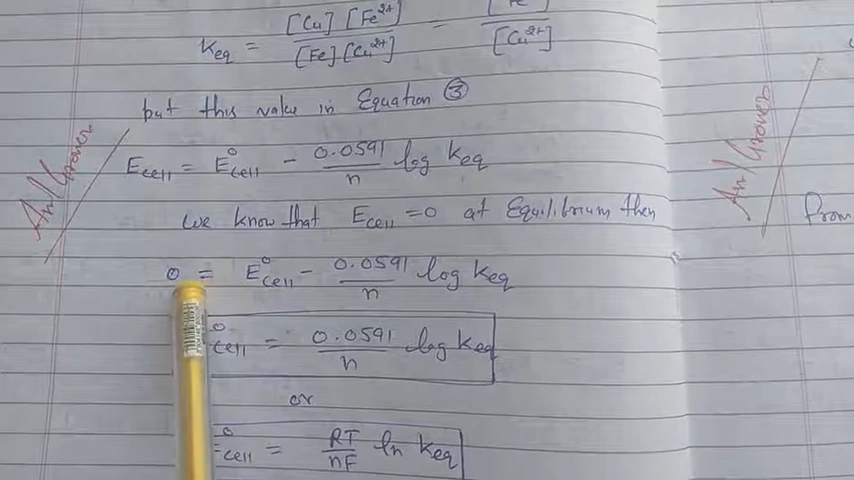 Keq = [Cu] [Fe²⁺] / [Fe] [Cu²⁺] = [Fe / [Cu²⁺]
put this value in Equation ③
Ecell = E°cell - 0.0591/n log Keq
we know that Ecell = 0 at Equilibrium then
0 = E°cell - 0.0591/n log Keq
°cell = 0.0591/n log Keq
or
°cell = RT/nF ln Keq
From